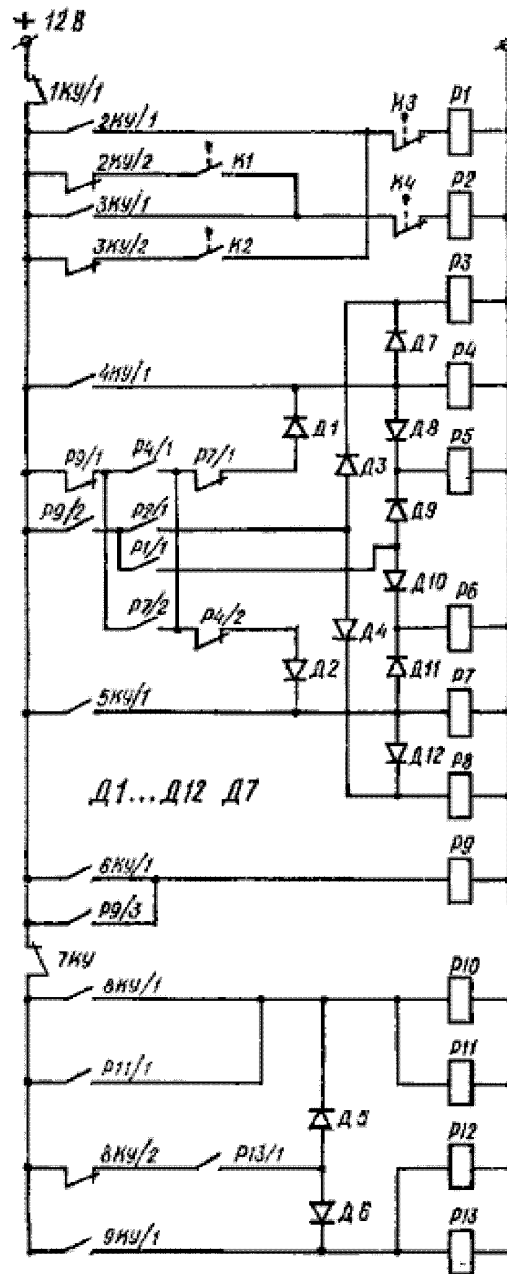 + 12 В
1КУ/1
2КУ/1 К3 Р1
2КУ/2 К1
3КУ/1 К4 Р2
3КУ/2 К2
Р3
Д7
4КУ/1 Р4
Д1 Д8
Р9/1 Р4/1 Р7/1 Д3 Р5
Р9/2 Р8/1 Д9
Р1/1
Д10
Р7/2 Р4/2 Д4 Р6
Д2 Д11
5КУ/1 Р7
Д12
Д1...Д12 Д7 Р8
6КУ/1 Р9
Р9/3
7КУ
8КУ/1 Р10
Р11/1 Р11
Д5
8КУ/2 Р13/1 Р12
Д6
9КУ/1 Р13